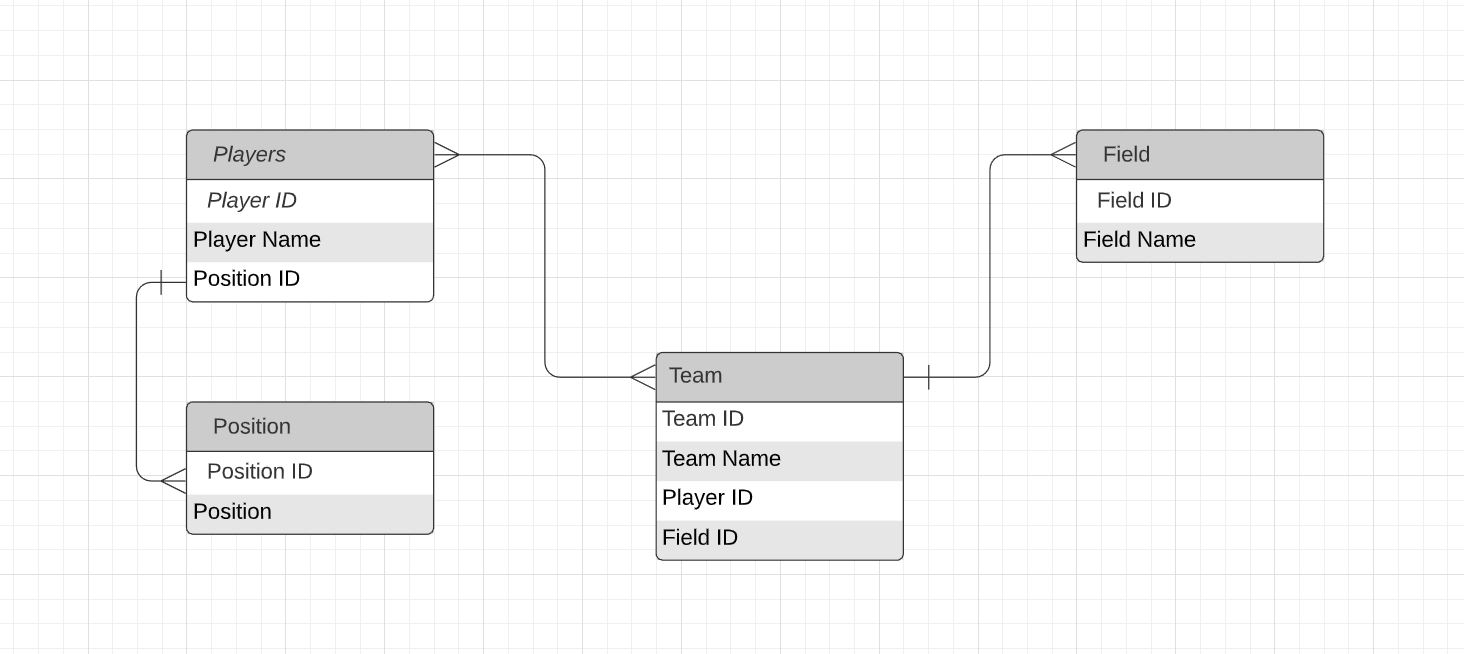 Players
Player ID
Player Name
Position ID
Position
Position ID
Position
Team
Team ID
Team Name
Player ID
Field ID
Field
Field ID
Field Name